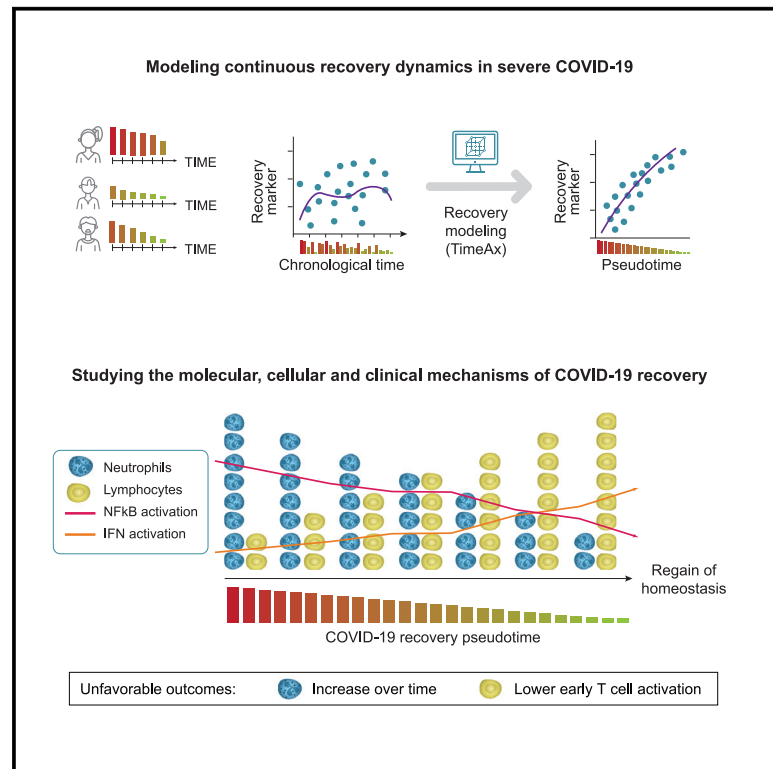 Modeling continuous recovery dynamics in severe COVID-19
TIME
TIME
TIME
Recovery
marker
Chronological time
Recovery
modeling
(TimeAx)
Recovery
marker
Pseudotime
Studying the molecular, cellular and clinical mechanisms of COVID-19 recovery
Neutrophils
Lymphocytes
NFkB activation
IFN activation
Regain of
homeostasis
COVID-19 recovery pseudotime
Unfavorable outcomes:
Increase over time
Lower early T cell activation